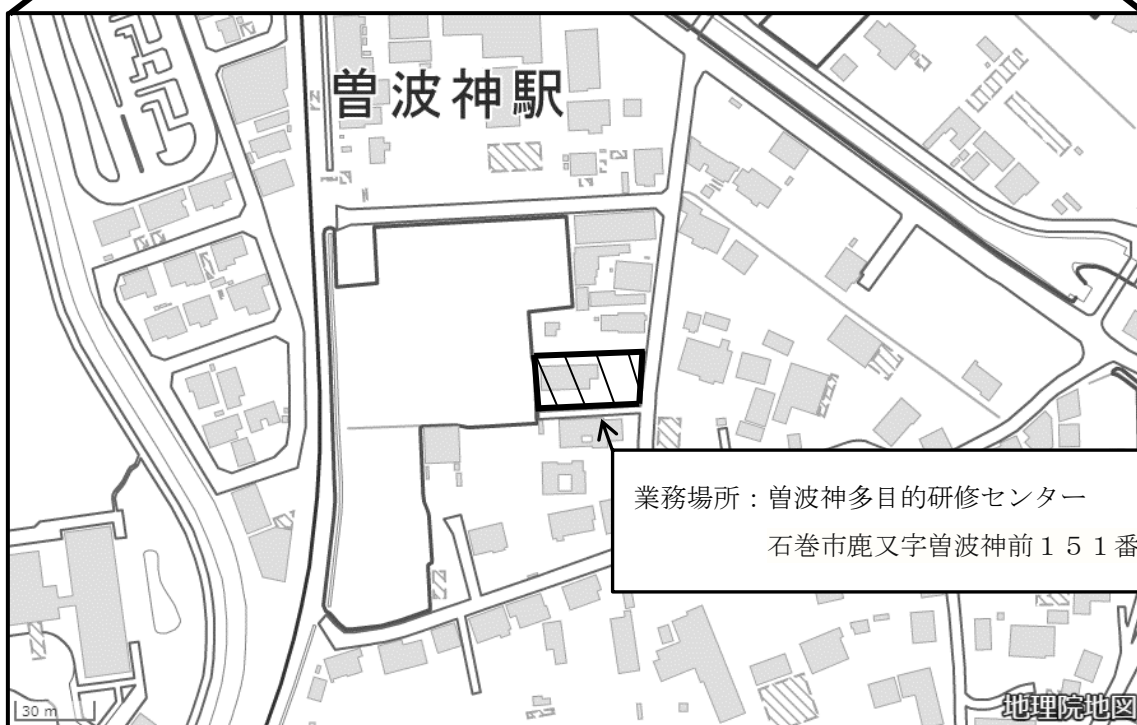 曽波神駅
業務場所：曽波神多目的研修センター
石巻市鹿又字曽波神前１５１番
30 m
地理院地図